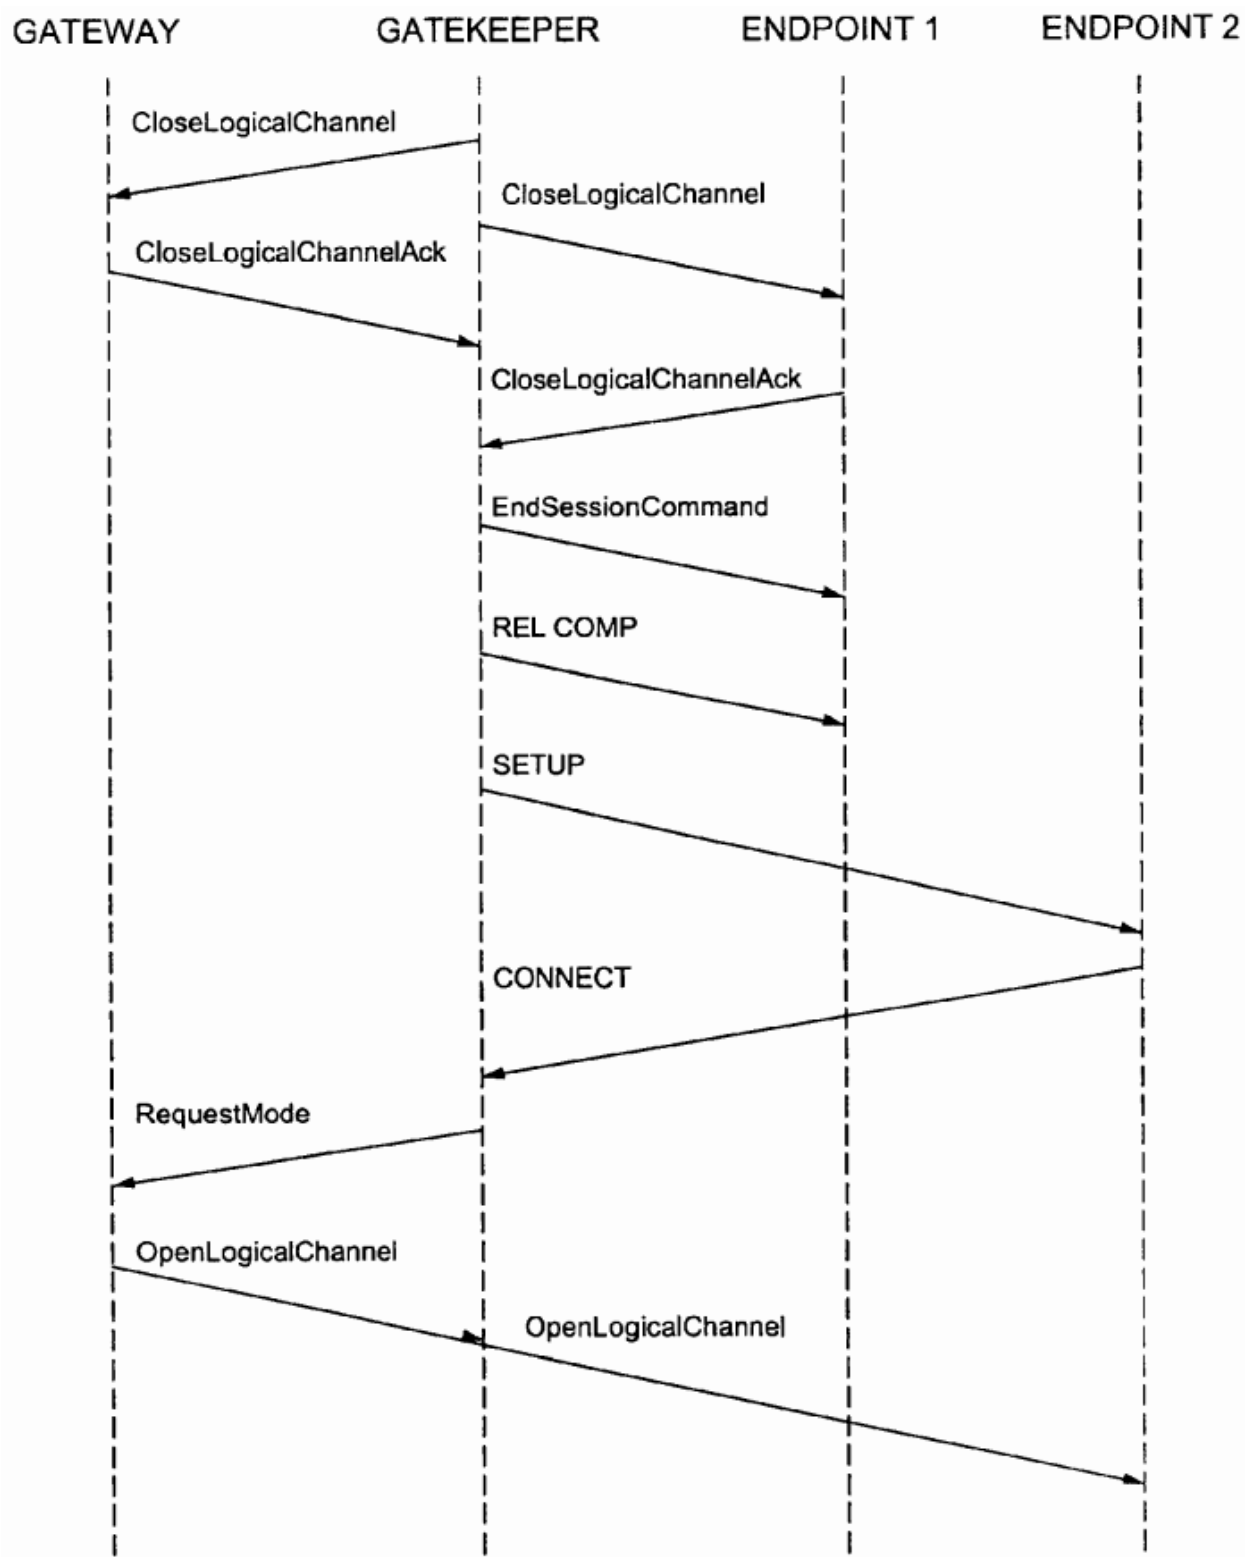 GATEWAY GATEKEEPER ENDPOINT 1 ENDPOINT 2
CloseLogicalChannel
CloseLogicalChannel
CloseLogicalChannelAck
CloseLogicalChannelAck
EndSessionCommand
REL COMP
SETUP
CONNECT
RequestMode
OpenLogicalChannel
OpenLogicalChannel